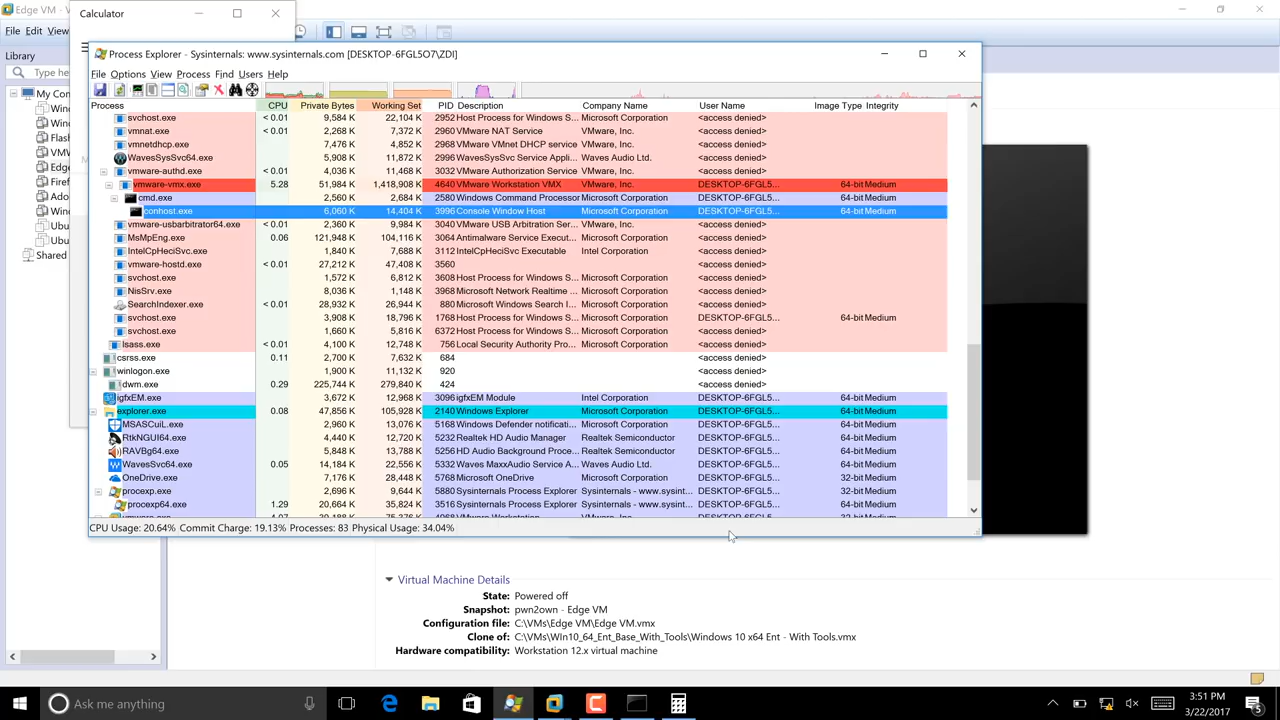 Edge VM
Calculator
File Edit View
Library
Type he
My Com
Wind
Wind
Flash
VMW
Edge
Firef
Ado
Wind
Ubu
Ubu
Shared
Process Explorer - Sysinternals: www.sysinternals.com [DESKTOP-6FGL5O7\ZDI]
File Options View Process Find Users Help
Process CPU Private Bytes Working Set PID Description Company Name User Name Image Type Integrity
svchost.exe < 0.01 9,584 K 22,104 K 2952 Host Process for Windows S... Microsoft Corporation <access denied>
vmnat.exe < 0.01 2,268 K 7,372 K 2960 VMware NAT Service VMware, Inc. <access denied>
vmnetdhcp.exe 7,476 K 4,852 K 2968 VMware VMnet DHCP service VMware, Inc. <access denied>
WavesSysSvc64.exe 5,908 K 11,872 K 2996 WavesSysSvc Service Appli... Waves Audio Ltd. <access denied>
vmware-authd.exe < 0.01 4,036 K 11,468 K 3032 VMware Authorization Service VMware, Inc. <access denied>
vmware-vmx.exe 5.28 51,984 K 1,418,908 K 4640 VMware Workstation VMX VMware, Inc. DESKTOP-6FGL5... 64-bit Medium
cmd.exe 2,560 K 2,684 K 2580 Windows Command Processor Microsoft Corporation DESKTOP-6FGL5... 64-bit Medium
conhost.exe 6,060 K 14,404 K 3996 Console Window Host Microsoft Corporation DESKTOP-6FGL5... 64-bit Medium
vmware-usbarbitrator64.exe < 0.01 2,360 K 9,984 K 3040 VMware USB Arbitration Ser... VMware, Inc. <access denied>
MsMpEng.exe 0.06 121,948 K 104,116 K 3064 Antimalware Service Execut... Microsoft Corporation <access denied>
IntelCpHeciSvc.exe 1,840 K 7,688 K 3112 IntelCpHeciSvc Executable Intel Corporation <access denied>
vmware-hostd.exe < 0.01 27,212 K 47,408 K 3560 <access denied>
svchost.exe 1,572 K 6,812 K 3608 Host Process for Windows S... Microsoft Corporation <access denied>
NisSrv.exe 8,036 K 1,148 K 3968 Microsoft Network Realtime ... Microsoft Corporation <access denied>
SearchIndexer.exe < 0.01 28,932 K 26,944 K 880 Microsoft Windows Search I... Microsoft Corporation <access denied>
svchost.exe 3,908 K 18,796 K 1768 Host Process for Windows S... Microsoft Corporation DESKTOP-6FGL5... 64-bit Medium
svchost.exe 1,660 K 5,816 K 6372 Host Process for Windows S... Microsoft Corporation <access denied>
lsass.exe < 0.01 4,100 K 12,748 K 756 Local Security Authority Pro... Microsoft Corporation <access denied>
csrss.exe 0.11 2,700 K 7,632 K 684 <access denied>
winlogon.exe 1,900 K 11,132 K 920 <access denied>
dwm.exe 0.29 225,744 K 279,840 K 424 <access denied>
igfxEM.exe 3,672 K 12,968 K 3096 igfxEM Module Intel Corporation DESKTOP-6FGL5... 64-bit Medium
explorer.exe 0.08 47,856 K 105,928 K 2140 Windows Explorer Microsoft Corporation DESKTOP-6FGL5... 64-bit Medium
MSASCuiL.exe 2,960 K 13,076 K 5168 Windows Defender notificati... Microsoft Corporation DESKTOP-6FGL5... 64-bit Medium
RtkNGUI64.exe 4,440 K 12,720 K 5232 Realtek HD Audio Manager Realtek Semiconductor DESKTOP-6FGL5... 64-bit Medium
RAVBg64.exe 5,848 K 13,788 K 5256 HD Audio Background Proce... Realtek Semiconductor DESKTOP-6FGL5... 64-bit Medium
WavesSvc64.exe 0.05 14,184 K 22,556 K 5332 Waves MaxxAudio Service A... Waves Audio Ltd. DESKTOP-6FGL5... 64-bit Medium
OneDrive.exe 7,176 K 28,448 K 5768 Microsoft OneDrive Microsoft Corporation DESKTOP-6FGL5... 32-bit Medium
procexp.exe 2,696 K 9,644 K 5880 Sysinternals Process Explorer Sysinternals - www.sysint... DESKTOP-6FGL5... 32-bit Medium
procexp64.exe 1.29 20,664 K 35,824 K 3516 Sysinternals Process Explorer Sysinternals - www.sysint... DESKTOP-6FGL5... 64-bit Medium
CPU Usage: 20.64% Commit Charge: 19.13% Processes: 83 Physical Usage: 34.04%
Virtual Machine Details
State: Powered off
Snapshot: pwn2own - Edge VM
Configuration file: C:\VMs\Edge VM\Edge VM.vmx
Clone of: C:\VMs\WIn10_64_Ent_Base_With_Tools\Windows 10 x64 Ent - With Tools.vmx
Hardware compatibility: Workstation 12.x virtual machine
Ask me anything
3:51 PM
3/22/2017